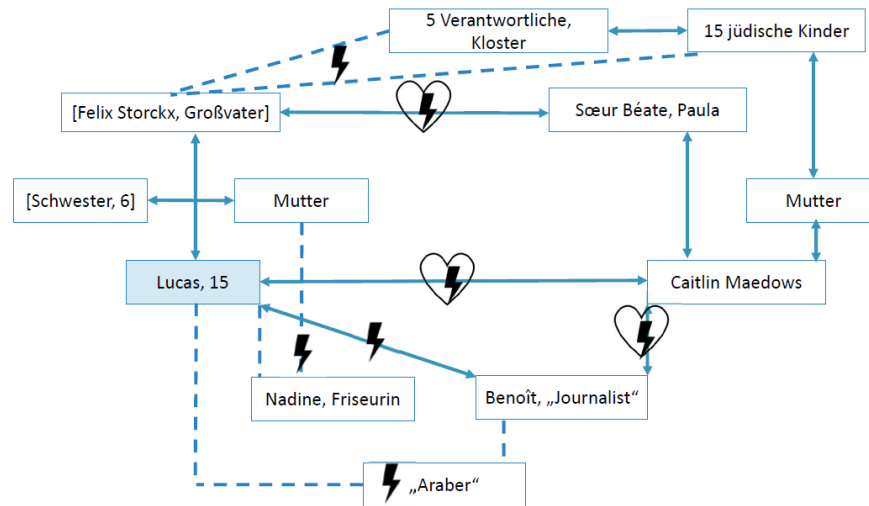 5 Verantwortliche,
Kloster
15 jüdische Kinder
[Felix Storckx, Großvater]
Sœur Béate, Paula
[Schwester, 6]
Mutter
Mutter
Lucas, 15
Caitlin Maedows
Nadine, Friseurin
Benoît, „Journalist“
„Araber“